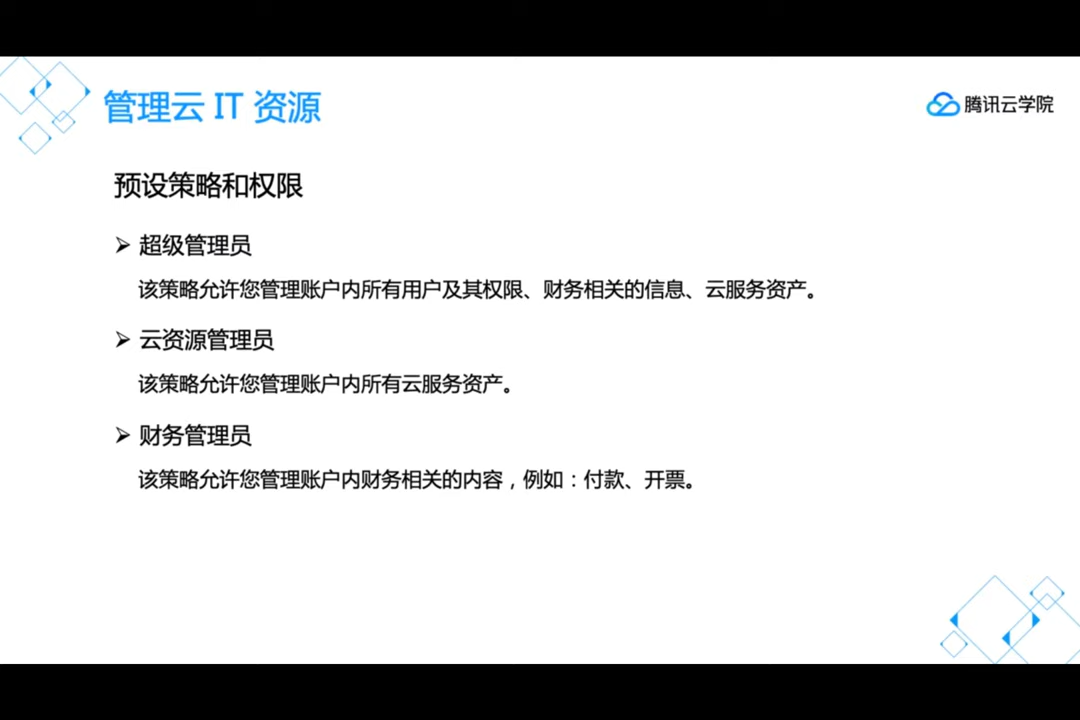 管理云 IT 资源
腾讯云学院
预设策略和权限
➢ 超级管理员
该策略允许您管理账户内所有用户及其权限、财务相关的信息、云服务资产。
➢ 云资源管理员
该策略允许您管理账户内所有云服务资产。
➢ 财务管理员
该策略允许您管理账户内财务相关的内容，例如：付款、开票。